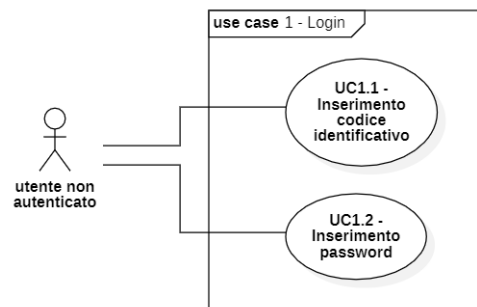 use case 1 - Login
UC1.1 -
Inserimento
codice
identificativo
utente non
autenticato
UC1.2 -
Inserimento
password